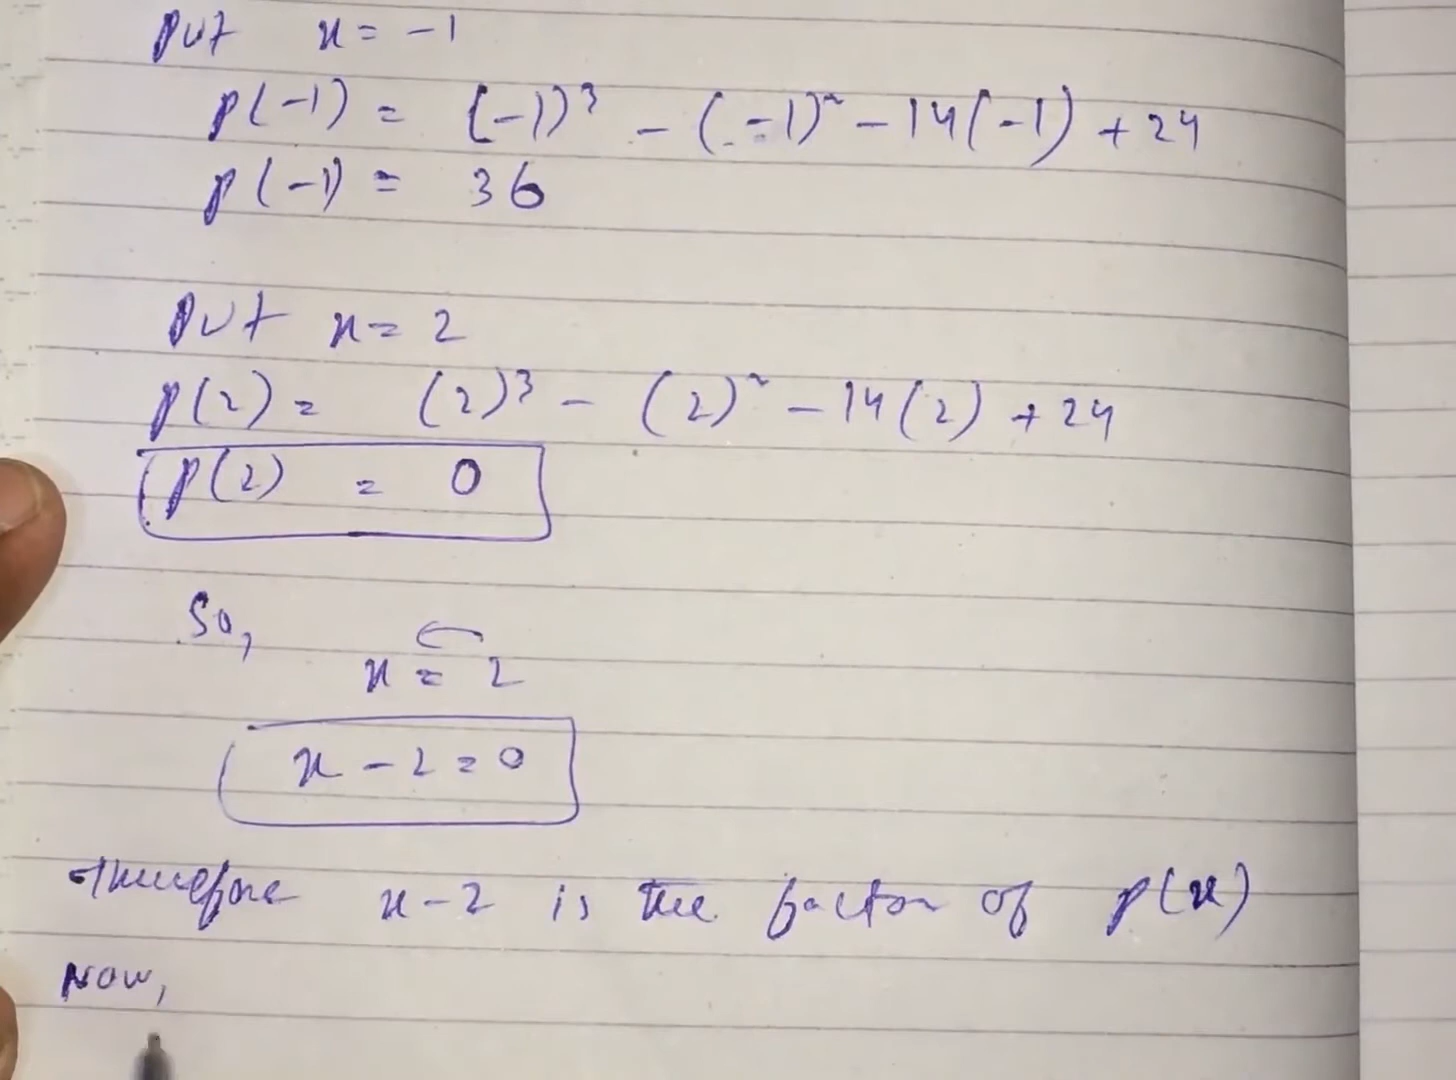 Put x = -1
p(-1) = (-1)³ - (-1)² - 14(-1) + 24
p(-1) = 36
Put x = 2
p(2) = (2)³ - (2)² - 14(2) + 24
p(2) = 0
So,
x = 2
x - 2 = 0
Therefore x-2 is the factor of p(x)
Now,